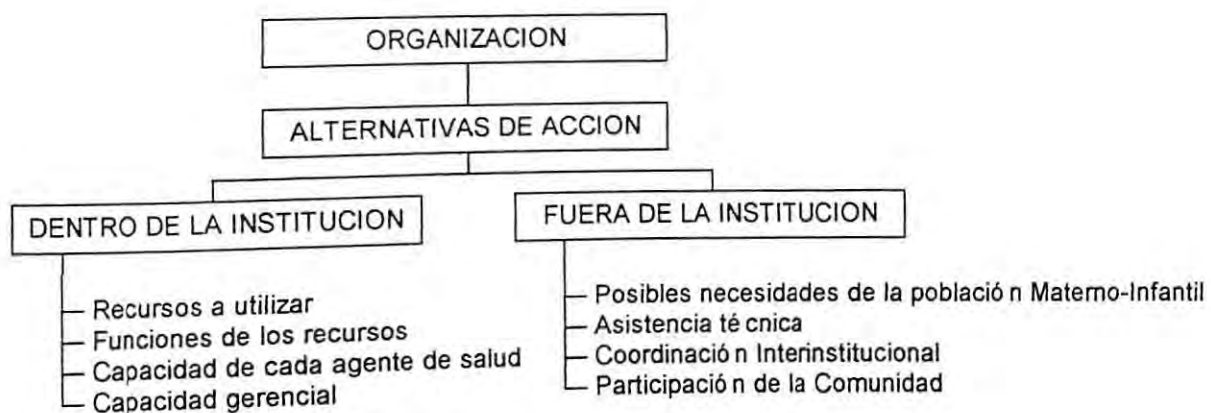 ORGANIZACION
ALTERNATIVAS DE ACCION
DENTRO DE LA INSTITUCION
Recursos a utilizar
Funciones de los recursos
Capacidad de cada agente de salud
Capacidad gerencial
FUERA DE LA INSTITUCION
Posibles necesidades de la població n Materno-Infantil
Asistencia té cnica
Coordinació n Interinstitucional
Participació n de la Comunidad